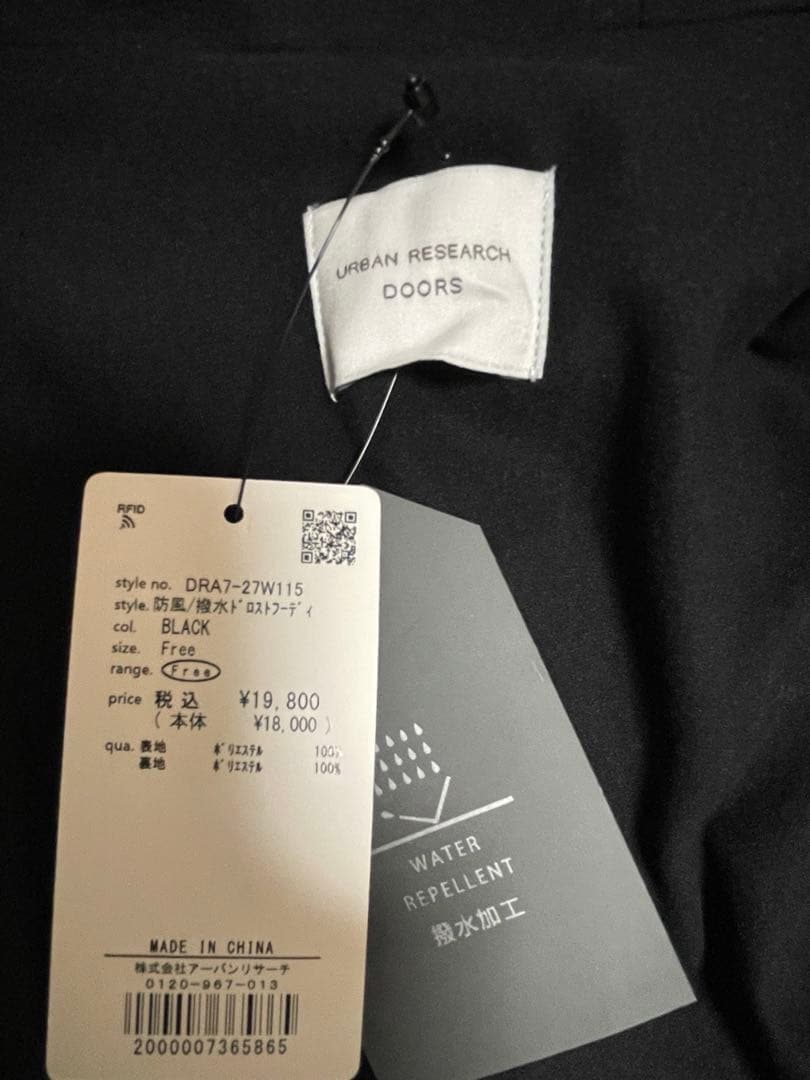 URBAN RESEARCH
DOORS
RFID
style no. DRA7-27W115
style. 防風/撥水ﾄﾞﾛｽﾄﾌｰﾃﾞｨ
col. BLACK
size. Free
range. Free
price 税込 ¥19,800
(本体 ¥18,000)
qua. 表地 ﾎﾟﾘｴｽﾃﾙ 100%
裏地 ﾎﾟﾘｴｽﾃﾙ 100%
MADE IN CHINA
株式会社アーバンリサーチ
0120-967-013
2000007365865
WATER
REPELLENT
撥水加工